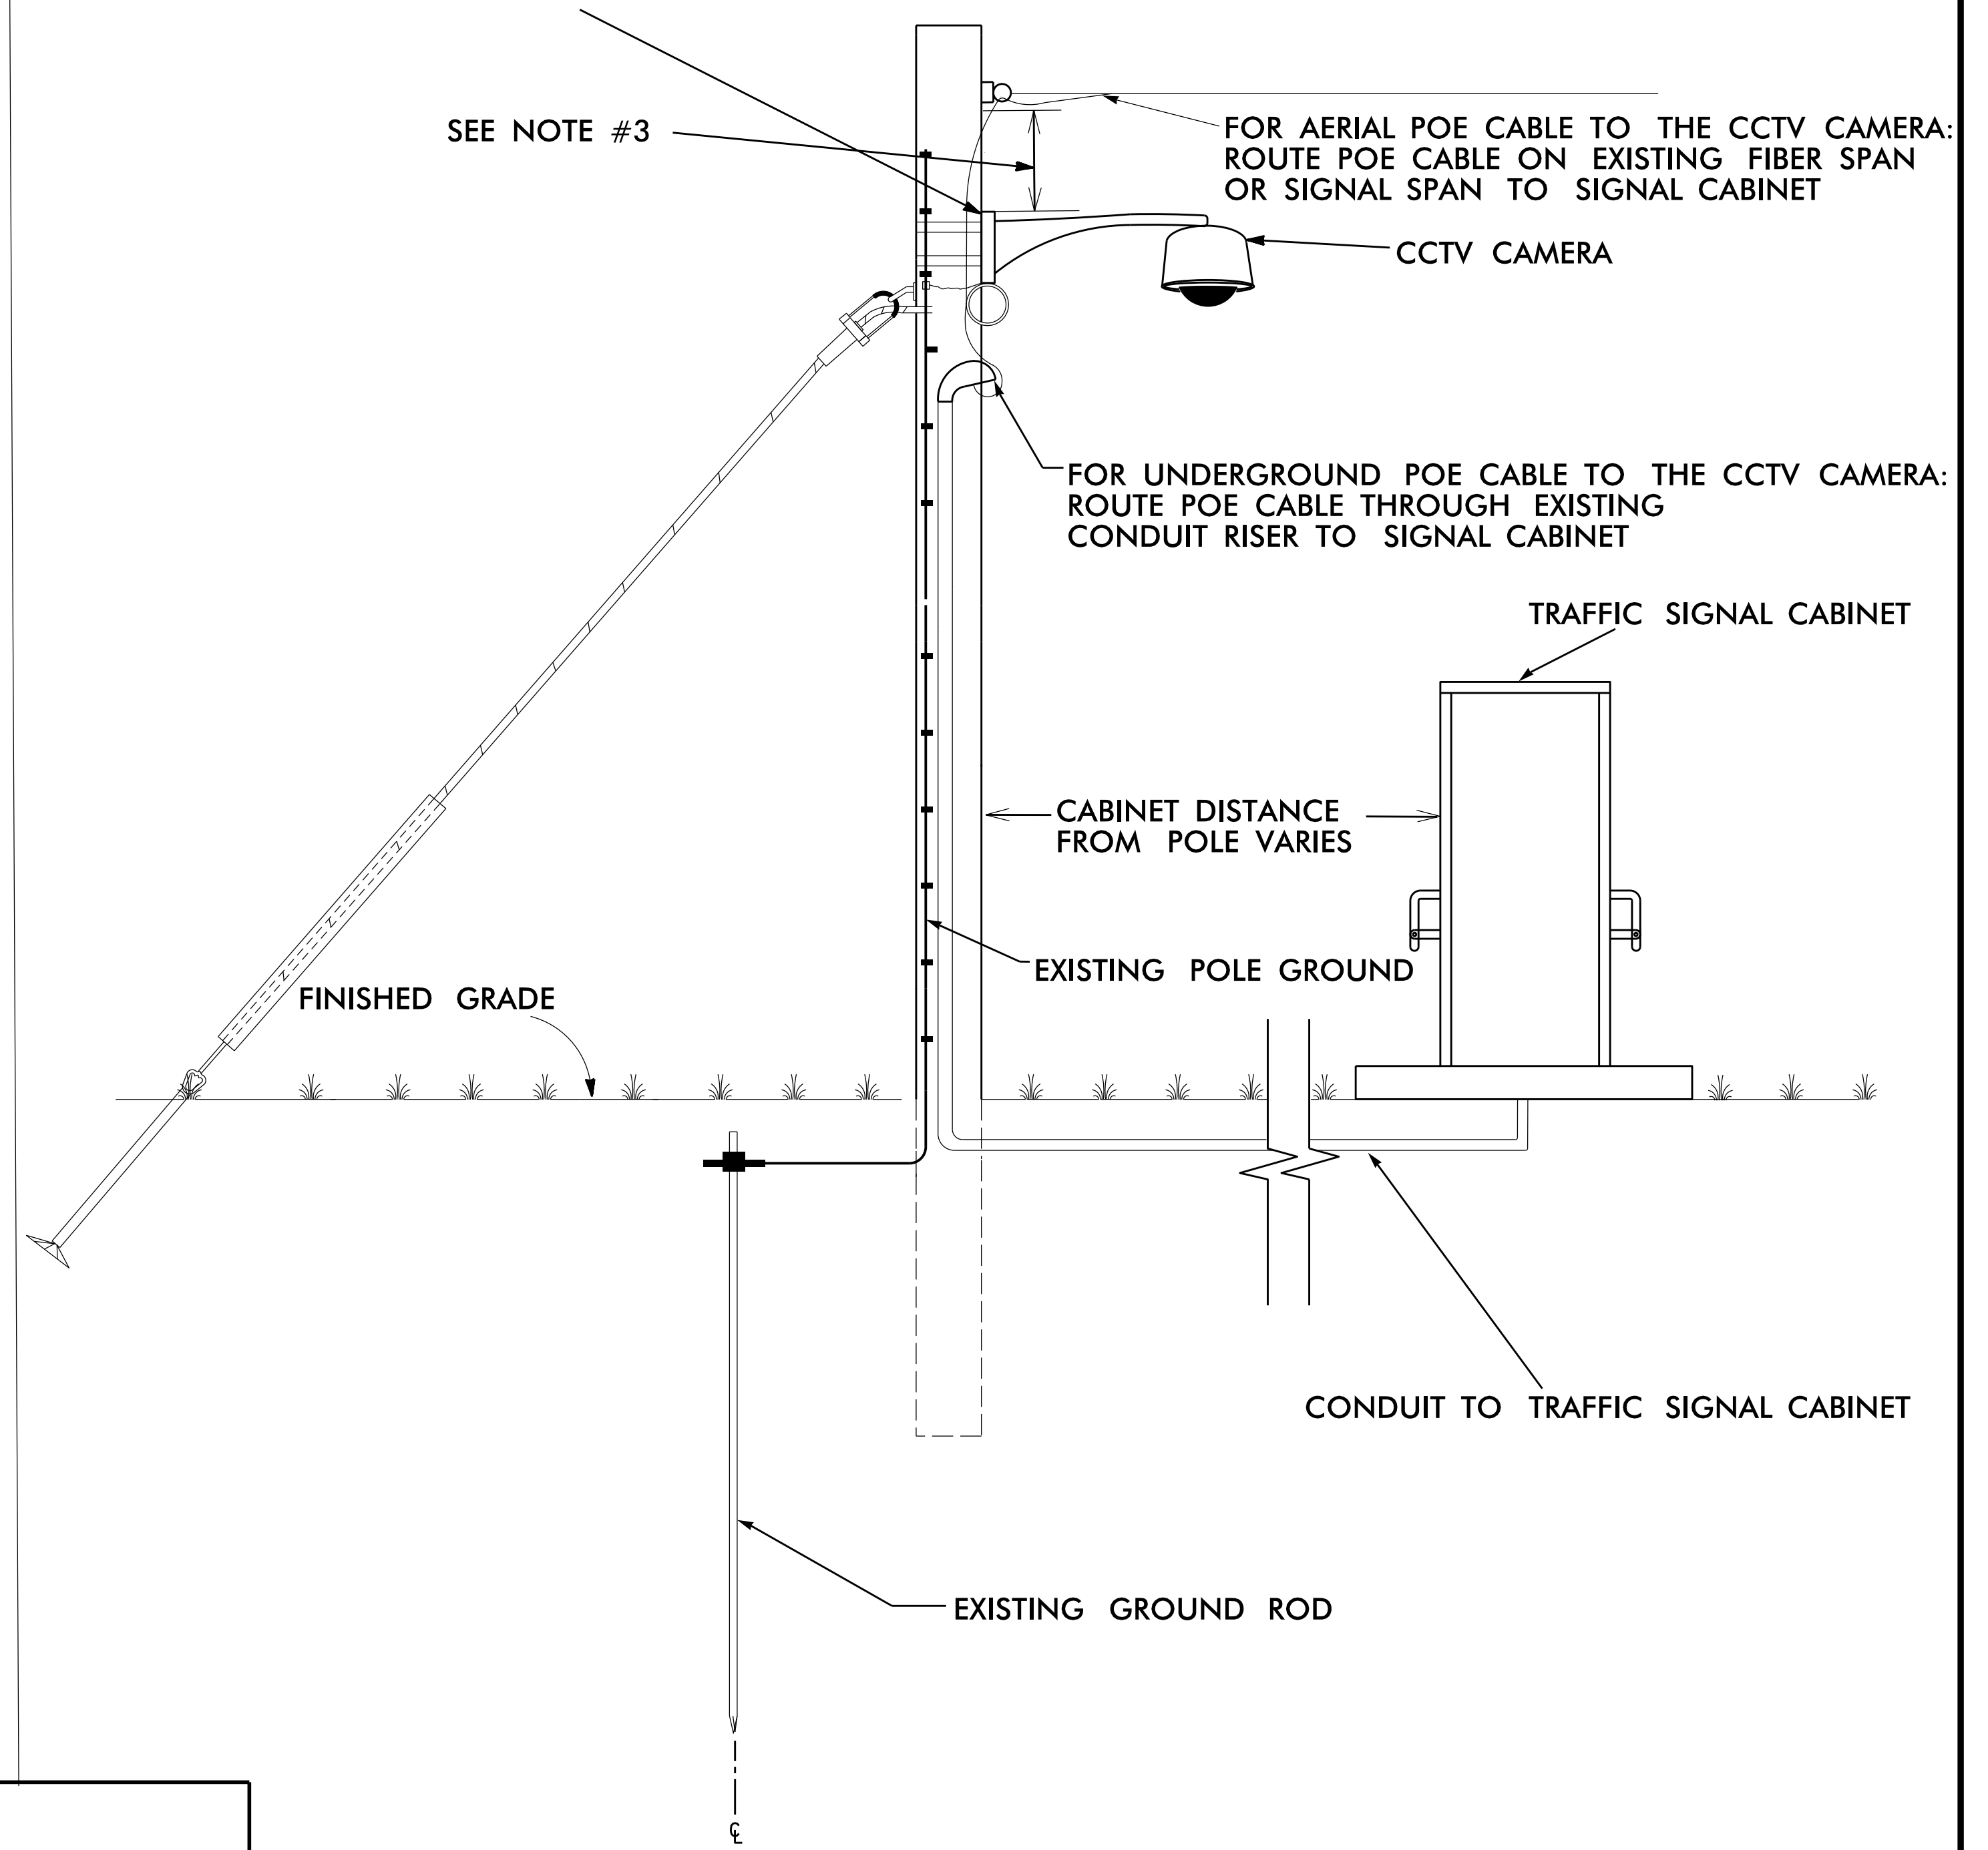 SEE NOTE #3
FOR AERIAL POE CABLE TO THE CCTV CAMERA:
ROUTE POE CABLE ON EXISTING FIBER SPAN
OR SIGNAL SPAN TO SIGNAL CABINET
CCTV CAMERA
FOR UNDERGROUND POE CABLE TO THE CCTV CAMERA:
ROUTE POE CABLE THROUGH EXISTING
CONDUIT RISER TO SIGNAL CABINET
TRAFFIC SIGNAL CABINET
CABINET DISTANCE
FROM POLE VARIES
EXISTING POLE GROUND
FINISHED GRADE
CONDUIT TO TRAFFIC SIGNAL CABINET
EXISTING GROUND ROD
℄